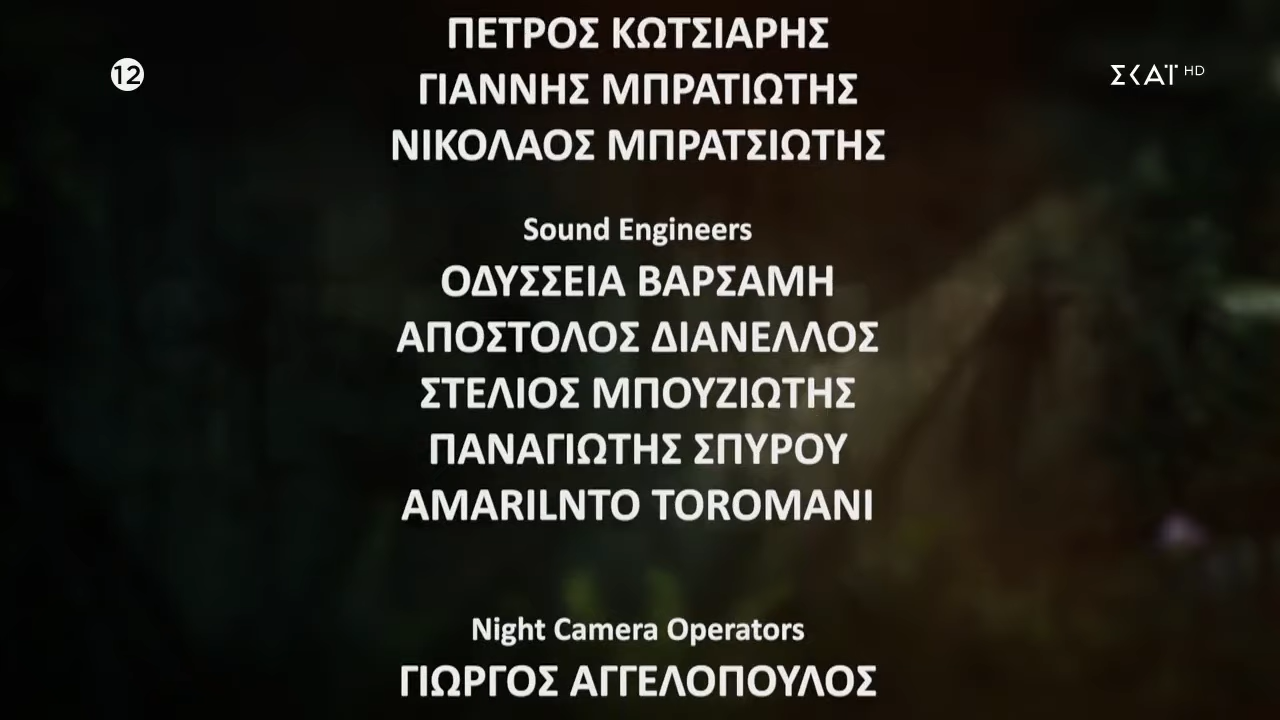 ΠΕΤΡΟΣ ΚΩΤΣΙΑΡΗΣ
12
ΣΚΑΪ HD
ΓΙΑΝΝΗΣ ΜΠΡΑΤΙΩΤΗΣ
ΝΙΚΟΛΑΟΣ ΜΠΡΑΤΣΙΩΤΗΣ
Sound Engineers
ΟΔΥΣΣΕΙΑ ΒΑΡΣΑΜΗ
ΑΠΟΣΤΟΛΟΣ ΔΙΑΝΕΛΛΟΣ
ΣΤΕΛΙΟΣ ΜΠΟΥΖΙΩΤΗΣ
ΠΑΝΑΓΙΩΤΗΣ ΣΠΥΡΟΥ
AMARILNTO TOROMANI
Night Camera Operators
ΓΙΩΡΓΟΣ ΑΓΓΕΛΟΠΟΥΛΟΣ